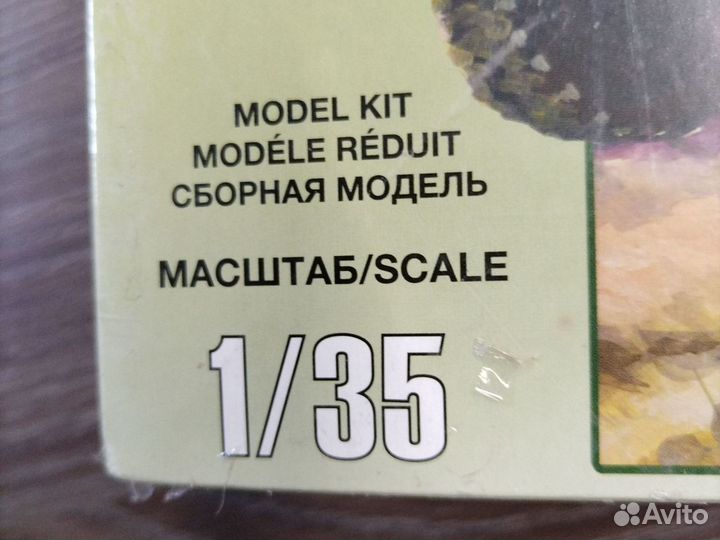 MODEL KIT
MODÉLE RÉDUIT
СБОРНАЯ МОДЕЛЬ
МАСШТАБ/SCALE
1/35
Avito